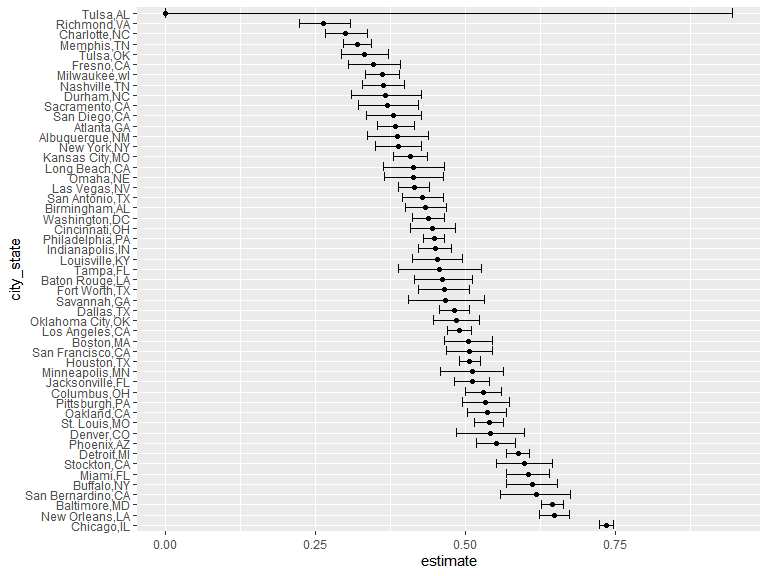 Tulsa,AL
Richmond,VA
Charlotte,NC
Memphis,TN
Tulsa,OK
Fresno,CA
Milwaukee,wI
Nashville,TN
Durham,NC
Sacramento,CA
San Diego,CA
Atlanta,GA
Albuquerque,NM
New York,NY
Kansas City,MO
Long Beach,CA
Omaha,NE
Las Vegas,NV
San Antonio,TX
Birmingham,AL
Washington,DC
Cincinnati,OH
Philadelphia,PA
Indianapolis,IN
Louisville,KY
Tampa,FL
Baton Rouge,LA
Fort Worth,TX
Savannah,GA
Dallas,TX
Oklahoma City,OK
Los Angeles,CA
Boston,MA
San Francisco,CA
Houston,TX
Minneapolis,MN
Jacksonville,FL
Columbus,OH
Pittsburgh,PA
Oakland,CA
St. Louis,MO
Denver,CO
Phoenix,AZ
Detroit,MI
Stockton,CA
Miami,FL
Buffalo,NY
San Bernardino,CA
Baltimore,MD
New Orleans,LA
Chicago,IL
city_state
0.00 0.25 0.50 0.75
estimate